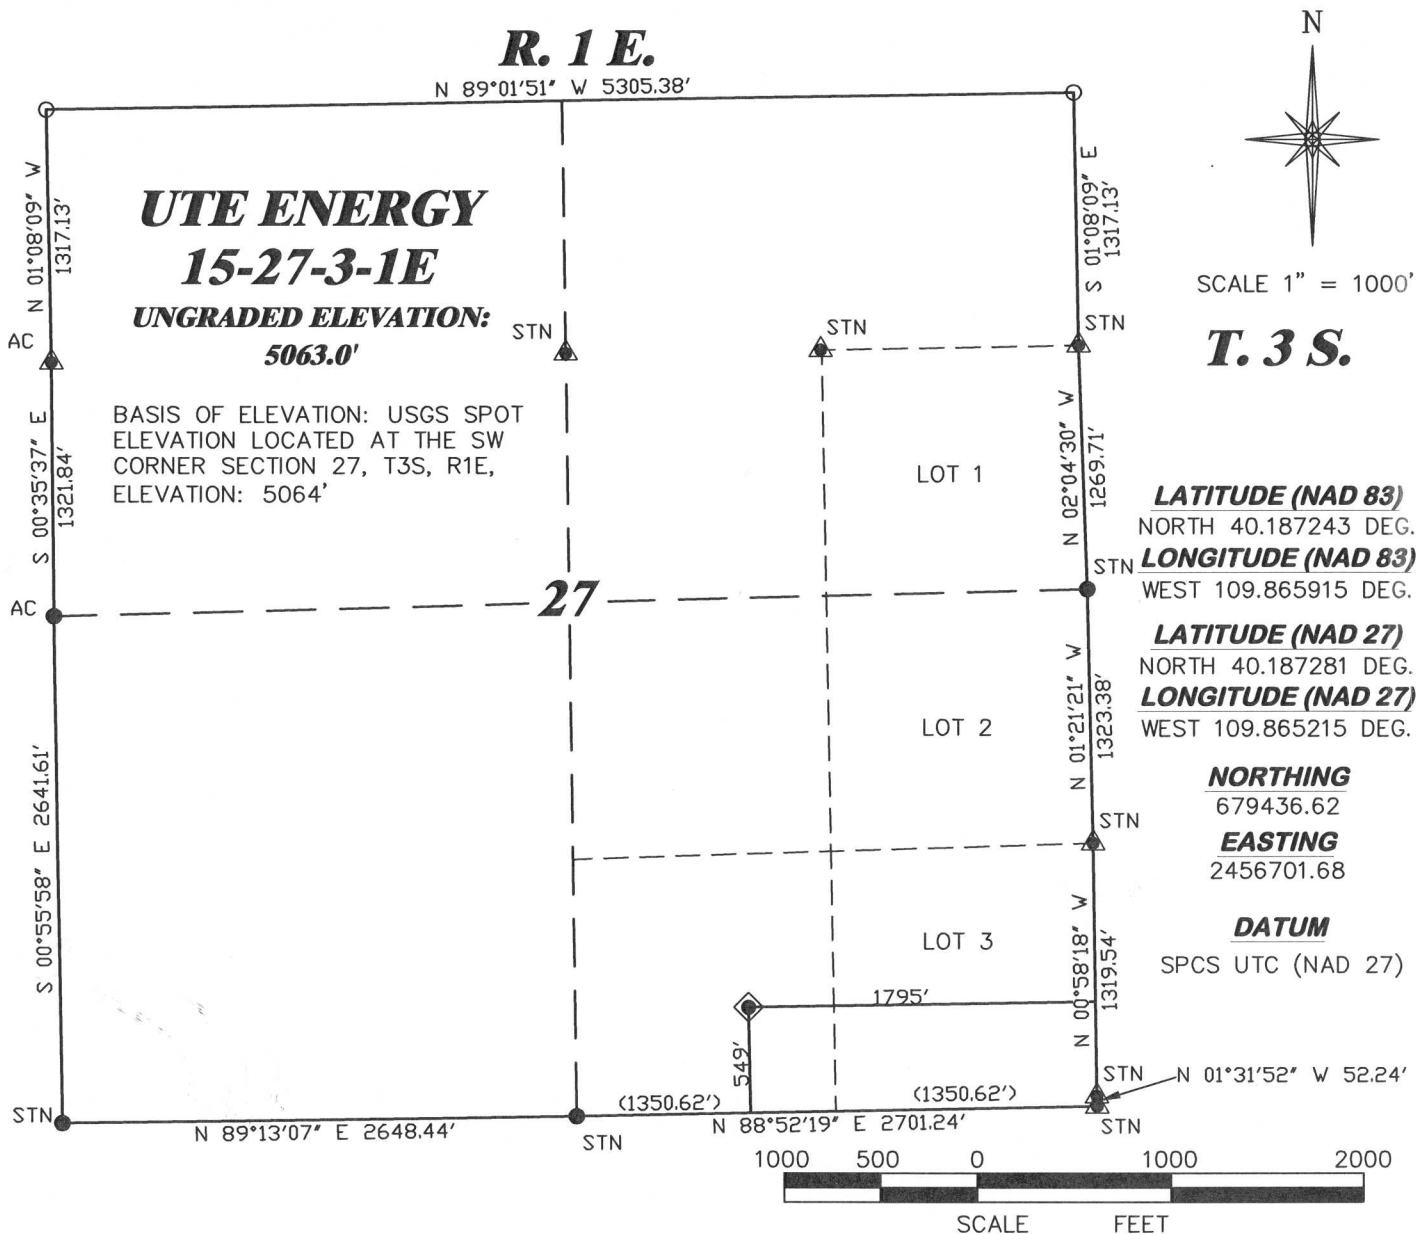 R. 1 E.
N 89°01'51" W 5305.38'
N
SCALE 1" = 1000'
T. 3 S.
UTE ENERGY
15-27-3-1E
UNGRADED ELEVATION:
5063.0'
BASIS OF ELEVATION: USGS SPOT
ELEVATION LOCATED AT THE SW
CORNER SECTION 27, T3S, R1E,
ELEVATION: 5064'
N 01°08'09" W
1317.13'
AC
S 00°35'37" E
1321.84'
AC
S 00°55'58" E 2641.61'
STN
STN
STN
STN
S 01°08'09" E
1317.13'
LOT 1
N 02°04'30" W
1269.71'
STN
27
LOT 2
N 01°21'21" W
1323.38'
STN
LOT 3
N 00°58'18" W
1319.54'
1795'
549'
STN
N 01°31'52" W 52.24'
STN
(1350.62')
(1350.62')
N 89°13'07" E 2648.44'
STN
N 88°52'19" E 2701.24'
LATITUDE (NAD 83)
NORTH 40.187243 DEG.
LONGITUDE (NAD 83)
WEST 109.865915 DEG.
LATITUDE (NAD 27)
NORTH 40.187281 DEG.
LONGITUDE (NAD 27)
WEST 109.865215 DEG.
NORTHING
679436.62
EASTING
2456701.68
DATUM
SPCS UTC (NAD 27)
1000 500 0 1000 2000
SCALE FEET